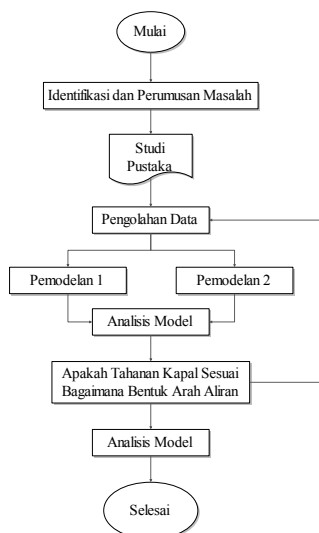 Mulai
Identifikasi dan Perumusan Masalah
Studi
Pustaka
Pengolahan Data
Pemodelan 1
Pemodelan 2
Analisis Model
Apakah Tahanan Kapal Sesuai
Bagaimana Bentuk Arah Aliran
Analisis Model
Selesai